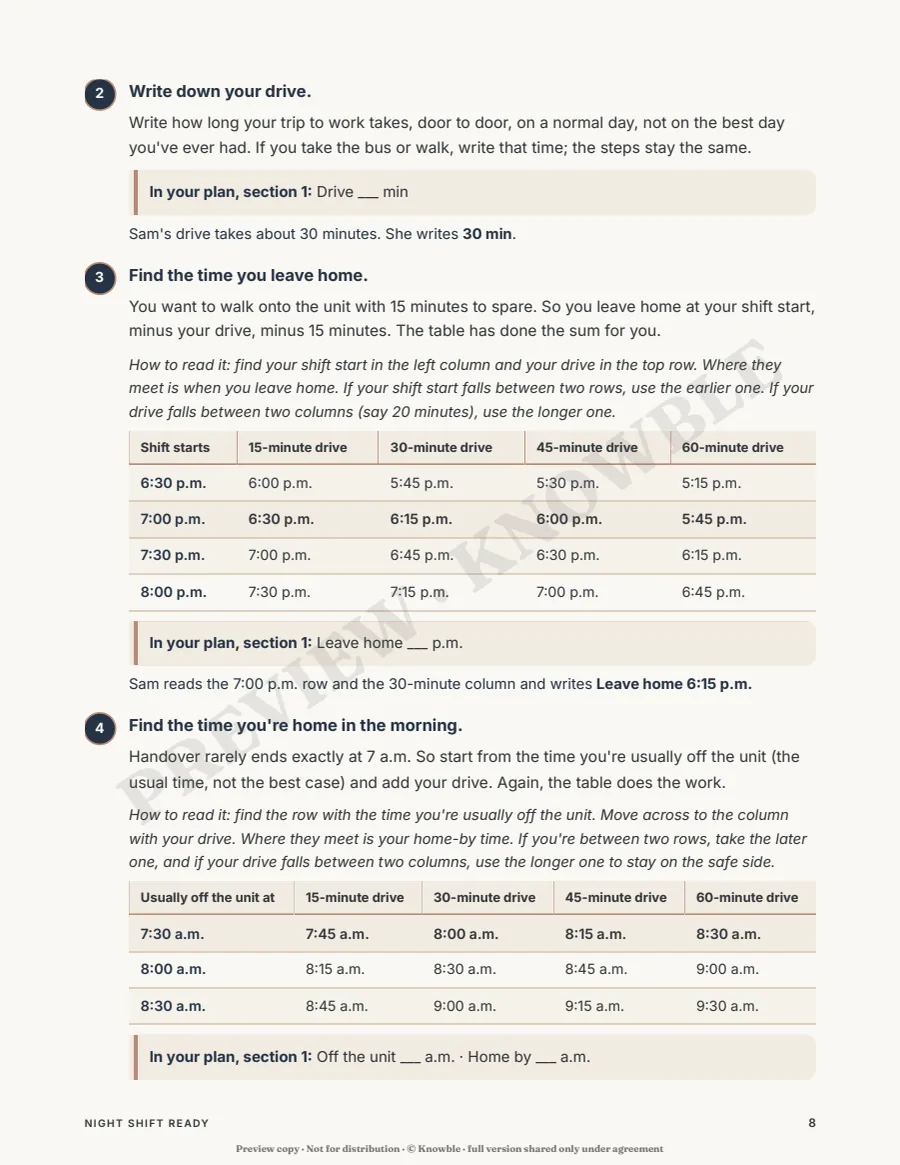 2
Write down your drive.
Write how long your trip to work takes, door to door, on a normal day, not on the best day
you've ever had. If you take the bus or walk, write that time; the steps stay the same.
In your plan, section 1: Drive ___ min
Sam's drive takes about 30 minutes. She writes 30 min.
3
Find the time you leave home.
You want to walk onto the unit with 15 minutes to spare. So you leave home at your shift start,
minus your drive, minus 15 minutes. The table has done the sum for you.
How to read it: find your shift start in the left column and your drive in the top row. Where they
meet is when you leave home. If your shift start falls between two rows, use the earlier one. If your
drive falls between two columns (say 20 minutes), use the longer one.
Shift starts 15-minute drive 30-minute drive 45-minute drive 60-minute drive
6:30 p.m. 6:00 p.m. 5:45 p.m. 5:30 p.m. 5:15 p.m.
7:00 p.m. 6:30 p.m. 6:15 p.m. 6:00 p.m. 5:45 p.m.
7:30 p.m. 7:00 p.m. 6:45 p.m. 6:30 p.m. 6:15 p.m.
8:00 p.m. 7:30 p.m. 7:15 p.m. 7:00 p.m. 6:45 p.m.
In your plan, section 1: Leave home ___ p.m.
Sam reads the 7:00 p.m. row and the 30-minute column and writes Leave home 6:15 p.m.
4
Find the time you're home in the morning.
Handover rarely ends exactly at 7 a.m. So start from the time you're usually off the unit (the
usual time, not the best case) and add your drive. Again, the table does the work.
How to read it: find the row with the time you're usually off the unit. Move across to the column
with your drive. Where they meet is your home-by time. If you're between two rows, take the later
one, and if your drive falls between two columns, use the longer one to stay on the safe side.
Usually off the unit at 15-minute drive 30-minute drive 45-minute drive 60-minute drive
7:30 a.m. 7:45 a.m. 8:00 a.m. 8:15 a.m. 8:30 a.m.
8:00 a.m. 8:15 a.m. 8:30 a.m. 8:45 a.m. 9:00 a.m.
8:30 a.m. 8:45 a.m. 9:00 a.m. 9:15 a.m. 9:30 a.m.
In your plan, section 1: Off the unit ___ a.m. · Home by ___ a.m.
PREVIEW · KNOWBLE
NIGHT SHIFT READY 8
Preview copy · Not for distribution · © Knowble · full version shared only under agreement